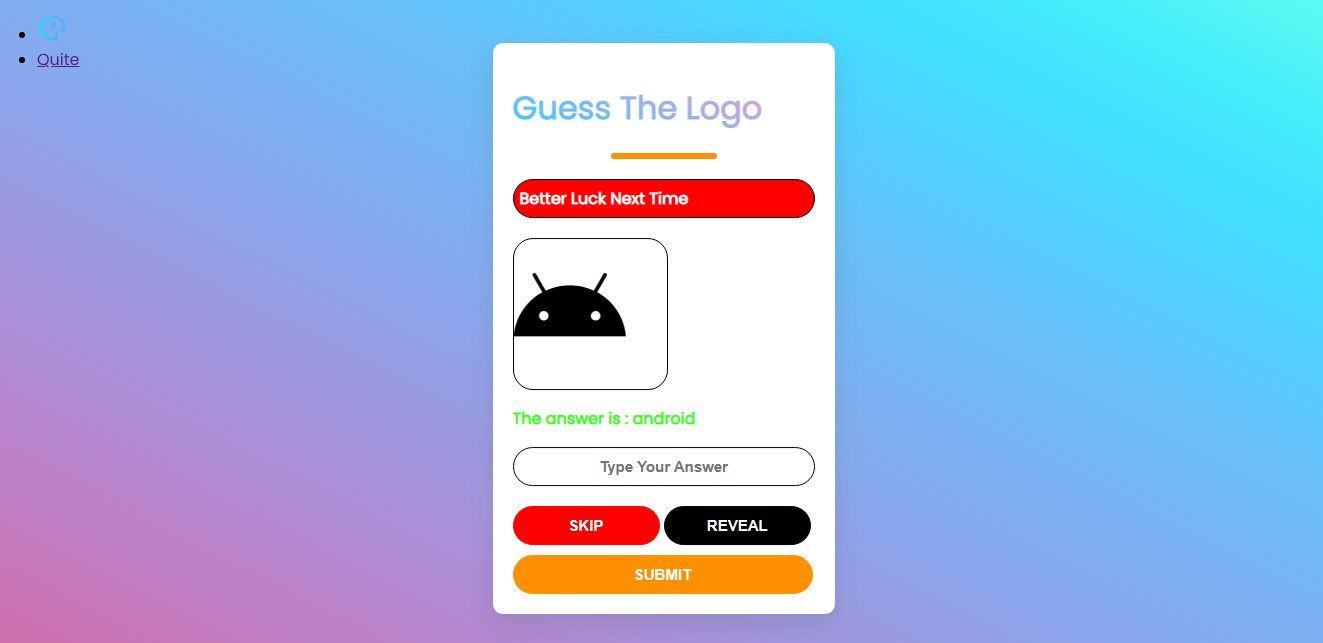 Quite
Guess The Logo
Better Luck Next Time
The answer is : android
Type Your Answer
SKIP
REVEAL
SUBMIT